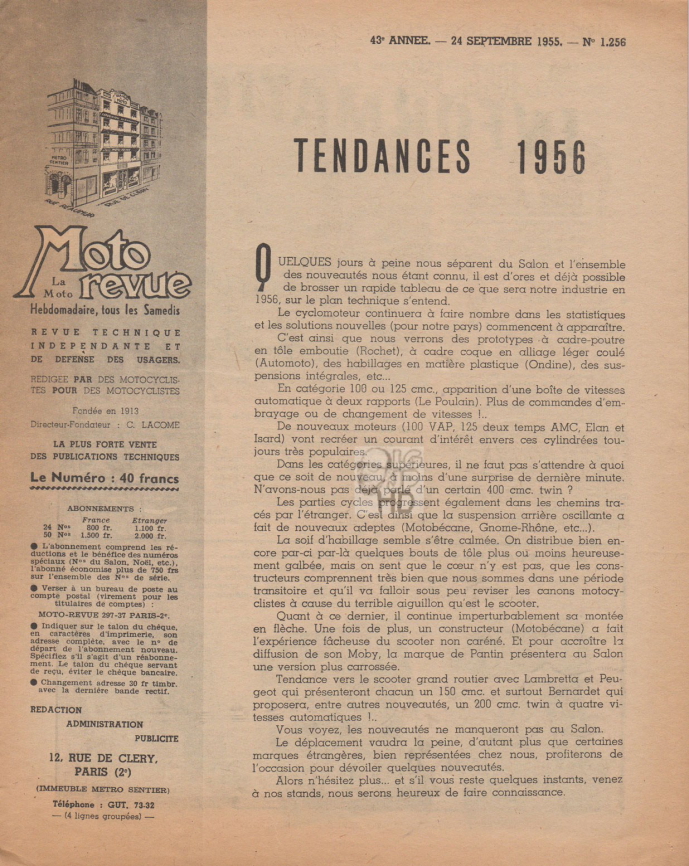 43e ANNEE. — 24 SEPTEMBRE 1955. — No 1.256
METRO
SENTIER
RUE DE CLERY
Moto
revue
La
Moto
Hebdomadaire, tous les Samedis
REVUE TECHNIQUE
INDEPENDANTE ET
DE DEFENSE DES USAGERS.
REDIGEE PAR DES MOTOCYCLIS-
TES POUR DES MOTOCYCLISTES
Fondée en 1913
Directeur-Fondateur : C. LACOME
LA PLUS FORTE VENTE
DES PUBLICATIONS TECHNIQUES
Le Numéro : 40 francs
ABONNEMENTS :
France Etranger
24 Nos 800 fr. 1.100 fr.
50 Nos 1.500 fr. 2.000 fr.
● L'abonnement comprend les ré-
ductions et le bénéfice des numéros
spéciaux (Nos du Salon, Noël, etc.),
l'abonné économise plus de 750 frs
sur l'ensemble des Nos de série.
● Verser à un bureau de poste au
compte postal (virement pour les
titulaires de comptes) :
MOTO-REVUE 297-37 PARIS-2e.
● Indiquer sur le talon du chèque,
en caractères d'imprimerie, son
adresse complète, avec le no de
départ de l'abonnement nouveau.
Spécifiez s'il s'agit d'un réabonne-
ment. Le talon du chèque servant
de reçu, éviter le chèque bancaire.
● Changement adresse 30 fr timbr.
avec la dernière bande rectif.
REDACTION
ADMINISTRATION
PUBLICITE
12, RUE DE CLERY,
PARIS (2e)
(IMMEUBLE METRO SENTIER)
Téléphone : GUT. 73-32
— (4 lignes groupées) —
TENDANCES 1956
QUELQUES jours à peine nous séparent du Salon et l'ensemble
des nouveautés nous étant connu, il est d'ores et déjà possible
de brosser un rapide tableau de ce que sera notre industrie en
1956, sur le plan technique s'entend.
Le cyclomoteur continuera à faire nombre dans les statistiques
et les solutions nouvelles (pour notre pays) commencent à apparaître.
C'est ainsi que nous verrons des prototypes à cadre-poutre
en tôle emboutie (Rochet), à cadre coque en alliage léger coulé
(Automoto), des habillages en matière plastique (Ondine), des sus-
pensions intégrales, etc...
En catégorie 100 ou 125 cmc., apparition d'une boîte de vitesses
automatique à deux rapports (Le Poulain). Plus de commandes d'em-
brayage ou de changement de vitesses !..
De nouveaux moteurs (100 VAP, 125 deux temps AMC, Elan et
Isard) vont recréer un courant d'intérêt envers ces cylindrées tou-
jours très populaires.
Dans les catégories supérieures, il ne faut pas s'attendre à quoi
que ce soit de nouveau, à moins d'une surprise de dernière minute.
N'avons-nous pas déjà parlé d'un certain 400 cmc. twin ?
Les parties cycles progressent également dans les chemins tra-
cés par l'étranger. C'est ainsi que la suspension arrière oscillante a
fait de nouveaux adeptes (Motobécane, Gnome-Rhône, etc...).
La soif d'habillage semble s'être calmée. On distribue bien en-
core par-ci par-là quelques bouts de tôle plus ou moins heureuse-
ment galbée, mais on sent que le cœur n'y est pas, que les cons-
tructeurs comprennent très bien que nous sommes dans une période
transitoire et qu'il va falloir sous peu reviser les canons motocy-
clistes à cause du terrible aiguillon qu'est le scooter.
Quant à ce dernier, il continue imperturbablement sa montée
en flèche. Une fois de plus, un constructeur (Motobécane) a fait
l'expérience fâcheuse du scooter non caréné. Et pour accroître la
diffusion de son Moby, la marque de Pantin présentera au Salon
une version plus carrossée.
Tendance vers le scooter grand routier avec Lambretta et Peu-
geot qui présenteront chacun un 150 cmc. et surtout Bernardet qui
proposera, entre autres nouveautés, un 200 cmc. twin à quatre vi-
tesses automatiques !..
Vous voyez, les nouveautés ne manqueront pas au Salon.
Le déplacement vaudra la peine, d'autant plus que certaines
marques étrangères, bien représentées chez nous, profiterons de
l'occasion pour dévoiler quelques nouveautés.
Alors n'hésitez plus... et s'il vous reste quelques instants, venez
à nos stands, nous serons heureux de faire connaissance.